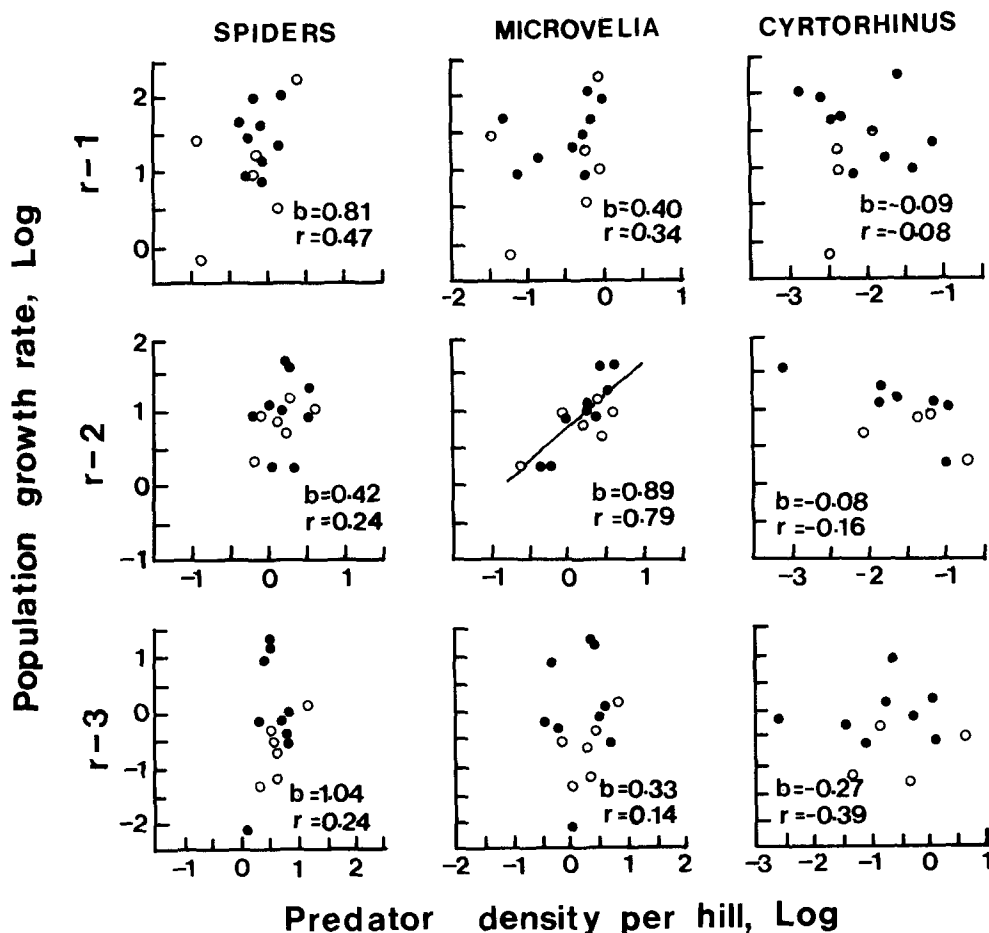 SPIDERS MICROVELIA CYRTORHINUS
Population growth rate, Log
r-1
2
1
0
b=0.81
r=0.47
b=0.40
r=0.34
-2 -1 0 1
b=-0.09
r=-0.08
-3 -2 -1
r-2
2
1
0
-1
b=0.42
r=0.24
-1 0 1
b=0.89
r=0.79
-1 0 1
b=-0.08
r=-0.16
-3 -2 -1
r-3
1
0
-1
-2
b=1.04
r=0.24
-1 0 1 2
b=0.33
r=0.14
-2 -1 0 1 2
b=-0.27
r=-0.39
-3 -2 -1 0 1
Predator density per hill, Log